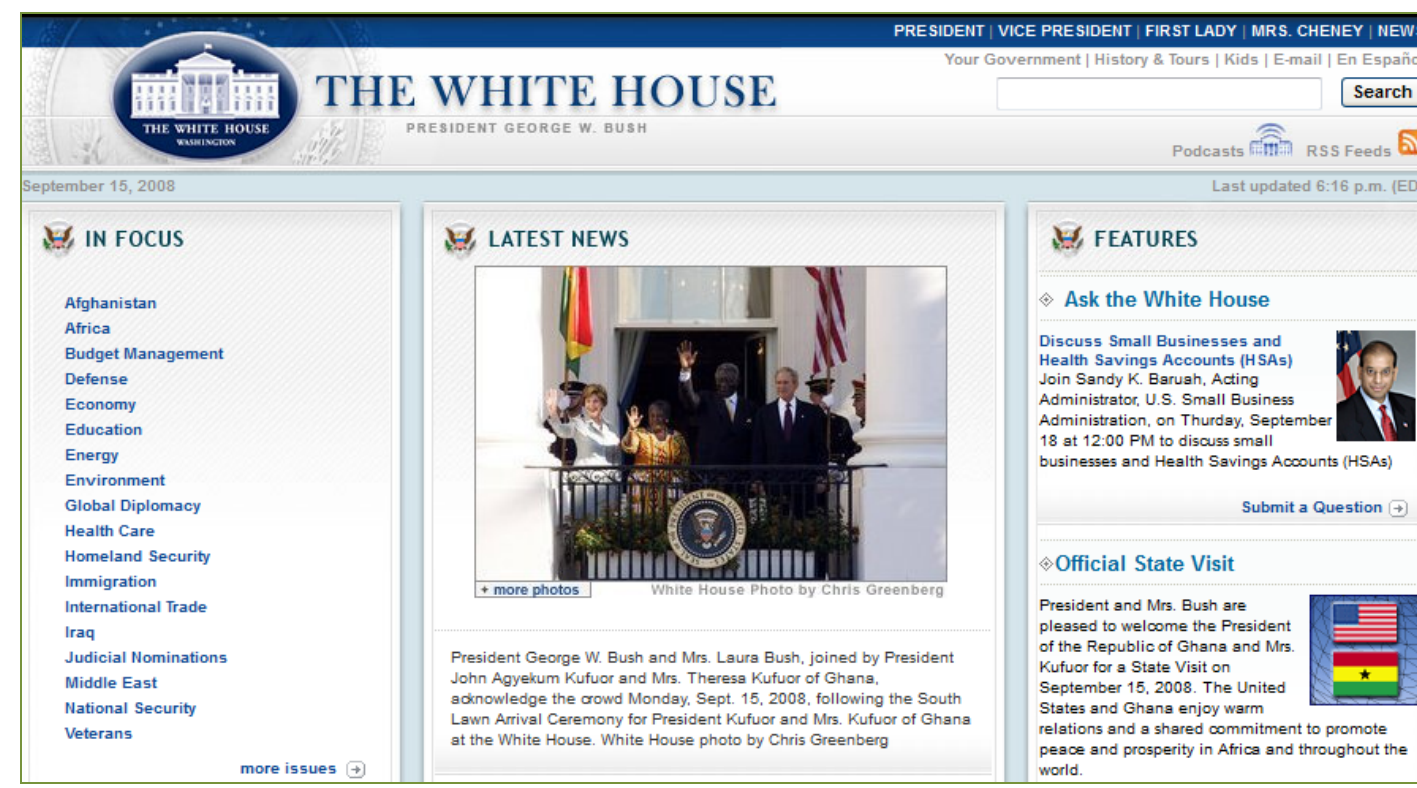 PRESIDENT | VICE PRESIDENT | FIRST LADY | MRS. CHENEY | NEWS
Your Government | History & Tours | Kids | E-mail | En Españo
THE WHITE HOUSE
Search
THE WHITE HOUSE
WASHINGTON
PRESIDENT GEORGE W. BUSH
Podcasts RSS Feeds
September 15, 2008
Last updated 6:16 p.m. (ED
IN FOCUS
Afghanistan
Africa
Budget Management
Defense
Economy
Education
Energy
Environment
Global Diplomacy
Health Care
Homeland Security
Immigration
International Trade
Iraq
Judicial Nominations
Middle East
National Security
Veterans
more issues
LATEST NEWS
SEAL OF THE PRESIDENT OF THE UNITED STATES
+ more photos
White House Photo by Chris Greenberg
President George W. Bush and Mrs. Laura Bush, joined by President
John Agyekum Kufuor and Mrs. Theresa Kufuor of Ghana,
acknowledge the crowd Monday, Sept. 15, 2008, following the South
Lawn Arrival Ceremony for President Kufuor and Mrs. Kufuor of Ghana
at the White House. White House photo by Chris Greenberg
FEATURES
Ask the White House
Discuss Small Businesses and
Health Savings Accounts (HSAs)
Join Sandy K. Baruah, Acting
Administrator, U.S. Small Business
Administration, on Thurday, September
18 at 12:00 PM to discuss small
businesses and Health Savings Accounts (HSAs)
Submit a Question
Official State Visit
President and Mrs. Bush are
pleased to welcome the President
of the Republic of Ghana and Mrs.
Kufuor for a State Visit on
September 15, 2008. The United
States and Ghana enjoy warm
relations and a shared commitment to promote
peace and prosperity in Africa and throughout the
world.